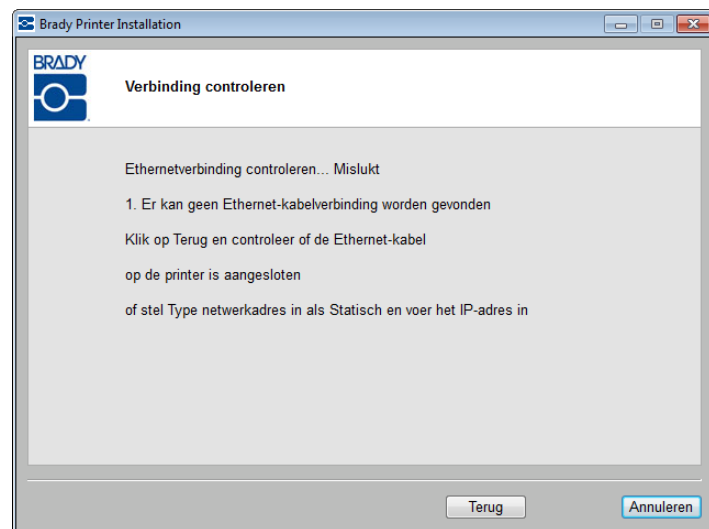 Brady Printer Installation
BRADY
Verbinding controleren
Ethernetverbinding controleren... Mislukt
1. Er kan geen Ethernet-kabelverbinding worden gevonden
Klik op Terug en controleer of de Ethernet-kabel
op de printer is aangesloten
of stel Type netwerkadres in als Statisch en voer het IP-adres in
Terug
Annuleren